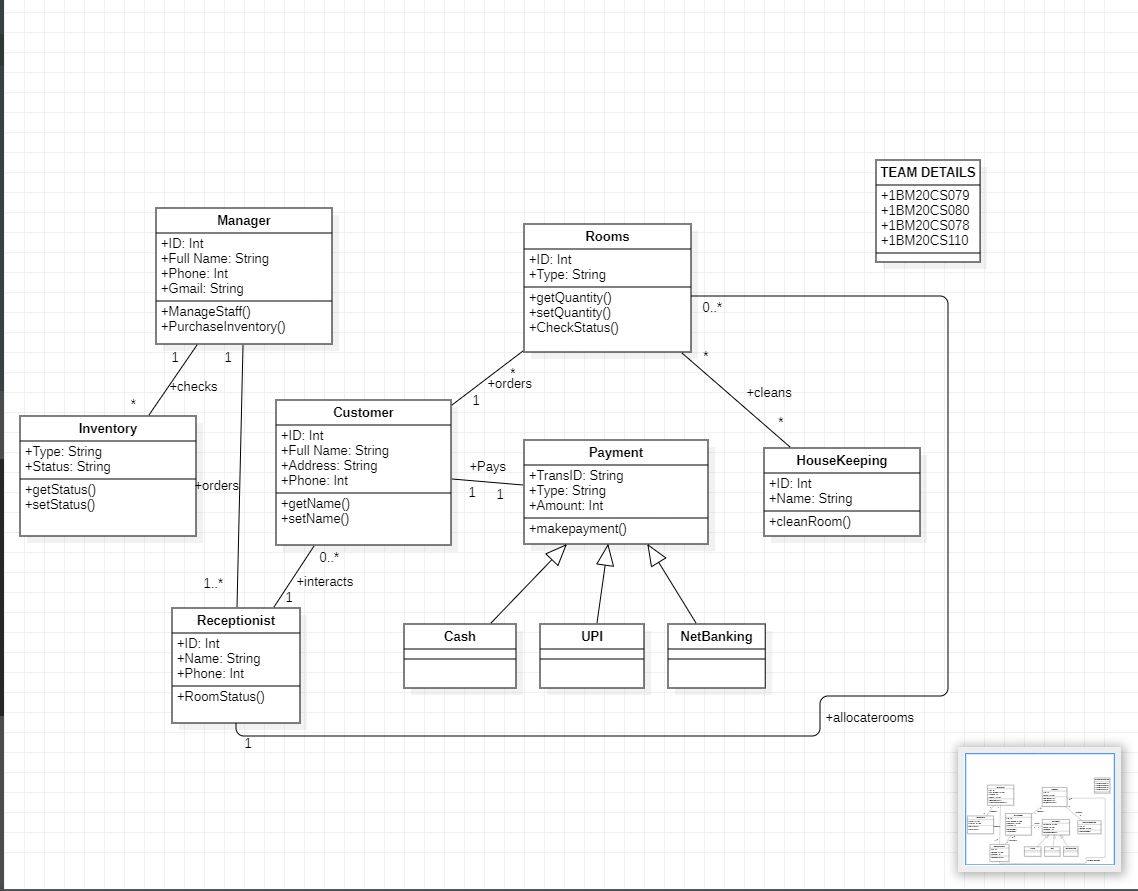 TEAM DETAILS
+1BM20CS079
+1BM20CS080
+1BM20CS078
+1BM20CS110
Manager
+ID: Int
+Full Name: String
+Phone: Int
+Gmail: String
+ManageStaff()
+PurchaseInventory()
Rooms
+ID: Int
+Type: String
+getQuantity()
+setQuantity()
+CheckStatus()
0..*
1
1
+checks
*
*
+orders
1
*
+cleans
*
Inventory
+Type: String
+Status: String
+getStatus()
+setStatus()
+orders
1..*
Customer
+ID: Int
+Full Name: String
+Address: String
+Phone: Int
+getName()
+setName()
+Pays
1
1
Payment
+TransID: String
+Type: String
+Amount: Int
+makepayment()
HouseKeeping
+ID: Int
+Name: String
+cleanRoom()
0..*
+interacts
1
Receptionist
+ID: Int
+Name: String
+Phone: Int
+RoomStatus()
1
Cash
UPI
NetBanking
+allocaterooms